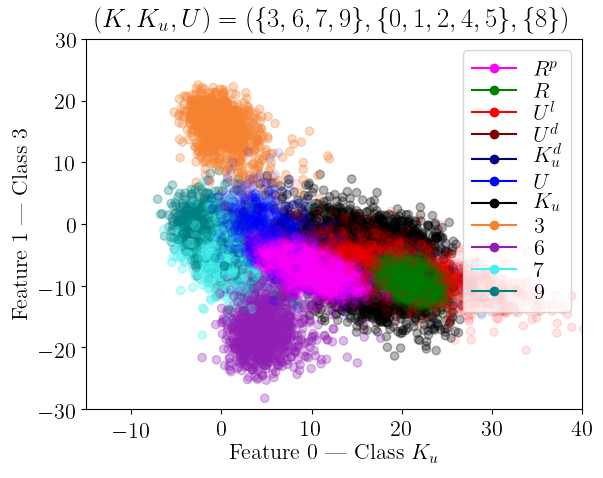 (K, K_u, U) = ({3, 6, 7, 9}, {0, 1, 2, 4, 5}, {8})
30
20
10
0
−10
−20
−30
Feature 1 — Class 3
R^p
R
U^l
U^d
K_u^d
U
K_u
3
6
7
9
−10 0 10 20 30 40
Feature 0 — Class K_u